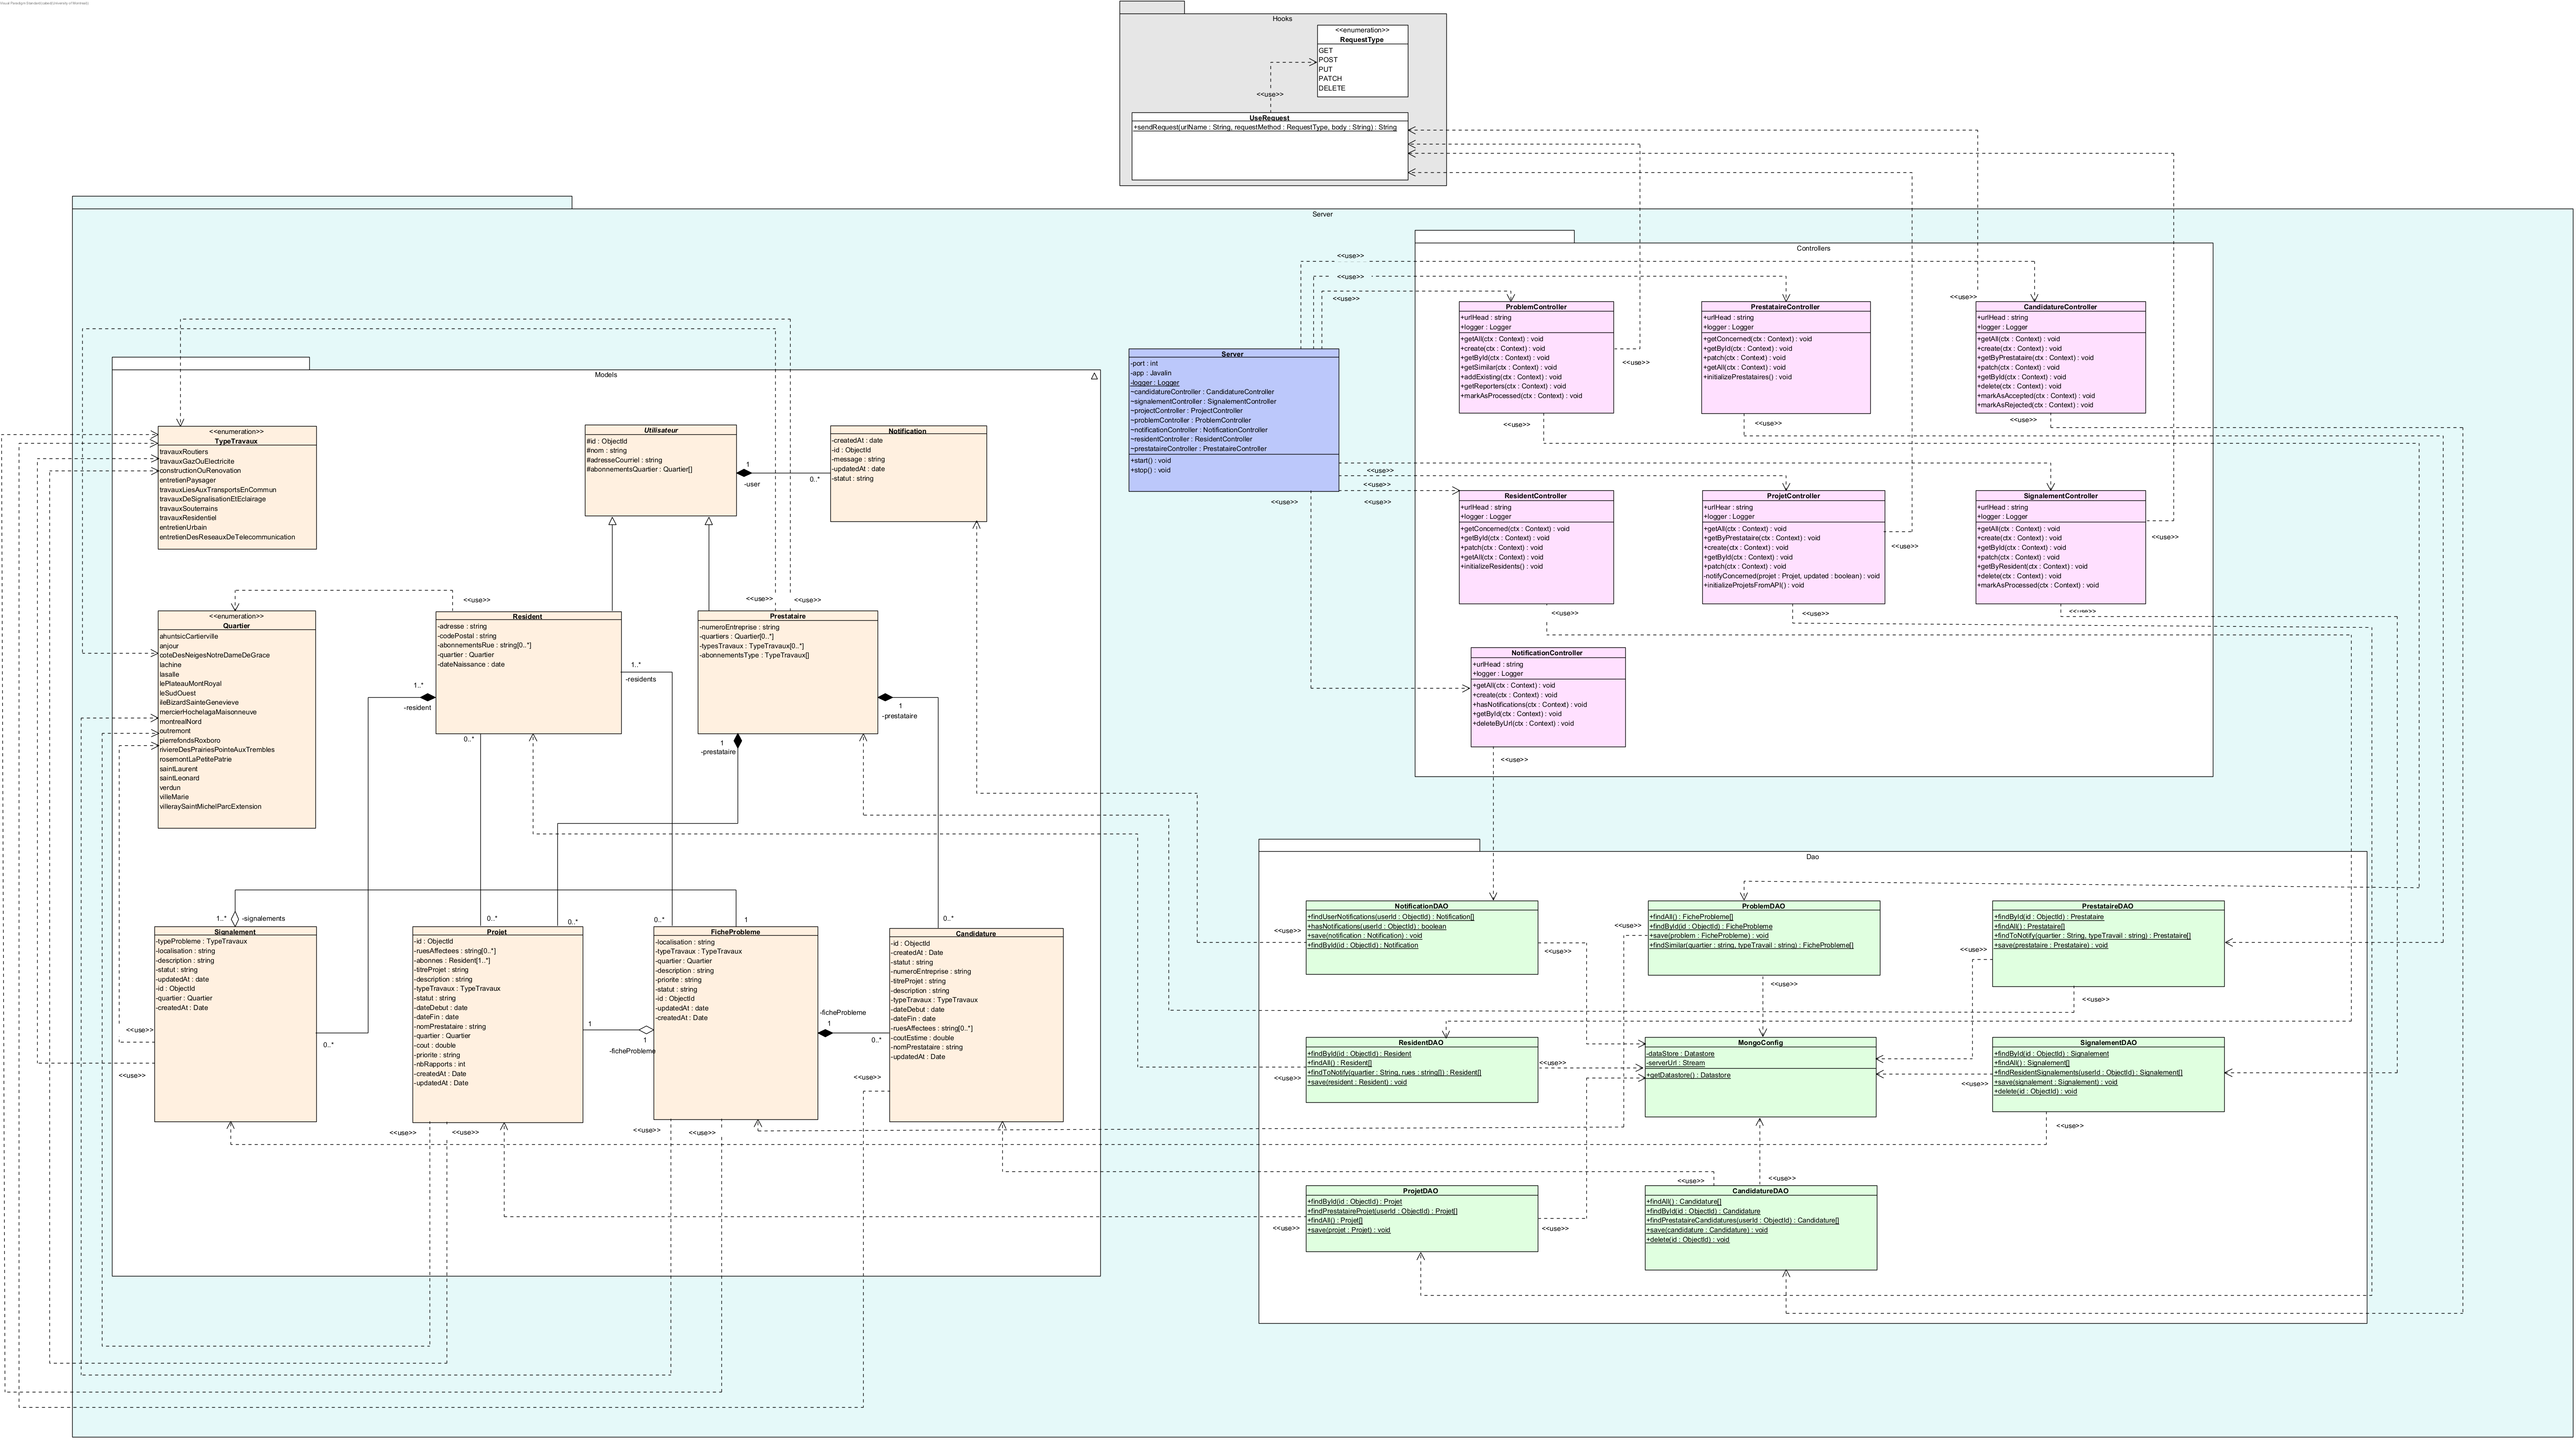 Hooks
<<enumeration>>
RequestType
GET
POST
PUT
PATCH
DELETE
<<use>>
UseRequest
+sendRequest(urlName : String, requestMethod : RequestType, body : String) : String
Server
Controllers
<<use>>
<<use>>
<<use>>
<<use>>
ProblemController
+urlHead : string
+logger : Logger
+getAll(ctx : Context) : void
+create(ctx : Context) : void
+getById(ctx : Context) : void
+getSimilar(ctx : Context) : void
+addExisting(ctx : Context) : void
+getReporters(ctx : Context) : void
+markAsProcessed(ctx : Context) : void
<<use>>
<<use>>
PrestataireController
+urlHead : string
+logger : Logger
+getConcerned(ctx : Context) : void
+getById(ctx : Context) : void
+patch(ctx : Context) : void
+getAll(ctx : Context) : void
+initializePrestataires() : void
<<use>>
CandidatureController
+urlHead : string
+logger : Logger
+getAll(ctx : Context) : void
+create(ctx : Context) : void
+getByPrestataire(ctx : Context) : void
+patch(ctx : Context) : void
+getById(ctx : Context) : void
+delete(ctx : Context) : void
+markAsAccepted(ctx : Context) : void
+markAsRejected(ctx : Context) : void
<<use>>
Server
-port : int
-app : Javalin
-logger : Logger
~candidatureController : CandidatureController
~signalementController : SignalementController
~projectController : ProjectController
~problemController : ProblemController
~notificationController : NotificationController
~residentController : ResidentController
~prestataireController : PrestataireController
+start() : void
+stop() : void
<<use>>
<<use>>
<<use>>
<<use>>
ResidentController
+urlHead : string
+logger : Logger
+getConcerned(ctx : Context) : void
+getById(ctx : Context) : void
+patch(ctx : Context) : void
+getAll(ctx : Context) : void
+initializeResidents() : void
<<use>>
ProjetController
+urlHear : string
+logger : Logger
+getAll(ctx : Context) : void
+getByPrestataire(ctx : Context) : void
+create(ctx : Context) : void
+getById(ctx : Context) : void
+patch(ctx : Context) : void
-notifyConcerned(projet : Projet, updated : boolean) : void
+initializeProjetsFromAPI() : void
<<use>>
<<use>>
SignalementController
+urlHead : string
+logger : Logger
+getAll(ctx : Context) : void
+create(ctx : Context) : void
+getById(ctx : Context) : void
+patch(ctx : Context) : void
+getByResident(ctx : Context) : void
+delete(ctx : Context) : void
+markAsProcessed(ctx : Context) : void
<<use>>
NotificationController
+urlHead : string
+logger : Logger
+getAll(ctx : Context) : void
+create(ctx : Context) : void
+hasNotifications(ctx : Context) : void
+getById(ctx : Context) : void
+deleteByUrl(ctx : Context) : void
<<use>>
Models
<<enumeration>>
TypeTravaux
travauxRoutiers
travauxGazOuElectricite
constructionOuRenovation
entretienPaysager
travauxLiesAuxTransportsEnCommun
travauxDeSignalisationEtEclairage
travauxSouterrains
travauxResidentiel
entretienUrbain
entretienDesReseauxDeTelecommunication
Utilisateur
#id : ObjectId
#nom : string
#adresseCourriel : string
#abonnementsQuartier : Quartier[]
1
-user
0..*
Notification
-createdAt : date
-id : ObjectId
-message : string
-updatedAt : date
-statut : string
<<enumeration>>
Quartier
ahuntsicCartierville
anjour
coteDesNeigesNotreDameDeGrace
lachine
lasalle
lePlateauMontRoyal
leSudOuest
ileBizardSainteGenevieve
mercierHochelagaMaisonneuve
montrealNord
outremont
pierrefondsRoxboro
riviereDesPrairiesPointeAuxTrembles
rosemontLaPetitePatrie
saintLaurent
saintLeonard
verdun
villeMarie
villeraySaintMichelParcExtension
<<use>>
Resident
-adresse : string
-codePostal : string
-abonnementsRue : string[0..*]
-quartier : Quartier
-dateNaissance : date
1..*
-resident
1..*
-residents
0..*
<<use>>
<<use>>
Prestataire
-numeroEntreprise : string
-quartiers : Quartier[0..*]
-typesTravaux : TypeTravaux[0..*]
-abonnementsType : TypeTravaux[]
1
-prestataire
1
-prestataire
1..*
-signalements
Signalement
-typeProbleme : TypeTravaux
-localisation : string
-description : string
-statut : string
-updatedAt : date
-id : ObjectId
-quartier : Quartier
-createdAt : Date
<<use>>
<<use>>
0..*
0..*
0..*
Projet
-id : ObjectId
-ruesAffectees : string[0..*]
-abonnes : Resident[1..*]
-titreProjet : string
-description : string
-typeTravaux : TypeTravaux
-statut : string
-dateDebut : date
-dateFin : date
-nomPrestataire : string
-quartier : Quartier
-cout : double
-priorite : string
-nbRapports : int
-createdAt : Date
-updatedAt : Date
<<use>>
<<use>>
1
1
-ficheProbleme
0..*
1
FicheProbleme
-localisation : string
-typeTravaux : TypeTravaux
-quartier : Quartier
-description : string
-priorite : string
-statut : string
-id : ObjectId
-updatedAt : date
-createdAt : Date
<<use>>
<<use>>
-ficheProbleme
1
0..*
0..*
Candidature
-id : ObjectId
-createdAt : Date
-statut : string
-numeroEntreprise : string
-titreProjet : string
-description : string
-typeTravaux : TypeTravaux
-dateDebut : date
-dateFin : date
-ruesAffectees : string[0..*]
-coutEstime : double
-nomPrestataire : string
-updatedAt : Date
<<use>>
Dao
NotificationDAO
+findUserNotifications(userId : ObjectId) : Notification[]
+hasNotifications(userId : ObjectId) : boolean
+save(notification : Notification) : void
+findById(id : ObjectId) : Notification
<<use>>
<<use>>
ProblemDAO
+findAll() : FicheProbleme[]
+findById(id : ObjectId) : FicheProbleme
+save(problem : FicheProbleme) : void
+findSimilar(quartier : string, typeTravail : string) : FicheProbleme[]
<<use>>
<<use>>
PrestataireDAO
+findById(id : ObjectId) : Prestataire
+findAll() : Prestataire[]
+findToNotify(quartier : String, typeTravail : string) : Prestataire[]
+save(prestataire : Prestataire) : void
<<use>>
<<use>>
ResidentDAO
+findById(id : ObjectId) : Resident
+findAll() : Resident[]
+findToNotify(quartier : String, rues : string[]) : Resident[]
+save(resident : Resident) : void
<<use>>
<<use>>
MongoConfig
-dataStore : Datastore
-serverUrl : Stream
+getDatastore() : Datastore
SignalementDAO
+findById(id : ObjectId) : Signalement
+findAll() : Signalement[]
+findResidentSignalements(userId : ObjectId) : Signalement[]
+save(signalement : Signalement) : void
+delete(id : ObjectId) : void
<<use>>
<<use>>
ProjetDAO
+findById(id : ObjectId) : Projet
+findPrestataireProjet(userId : ObjectId) : Projet[]
+findAll() : Projet[]
+save(projet : Projet) : void
<<use>>
<<use>>
<<use>>
<<use>>
CandidatureDAO
+findAll() : Candidature[]
+findById(id : ObjectId) : Candidature
+findPrestataireCandidatures(userId : ObjectId) : Candidature[]
+save(candidature : Candidature) : void
+delete(id : ObjectId) : void